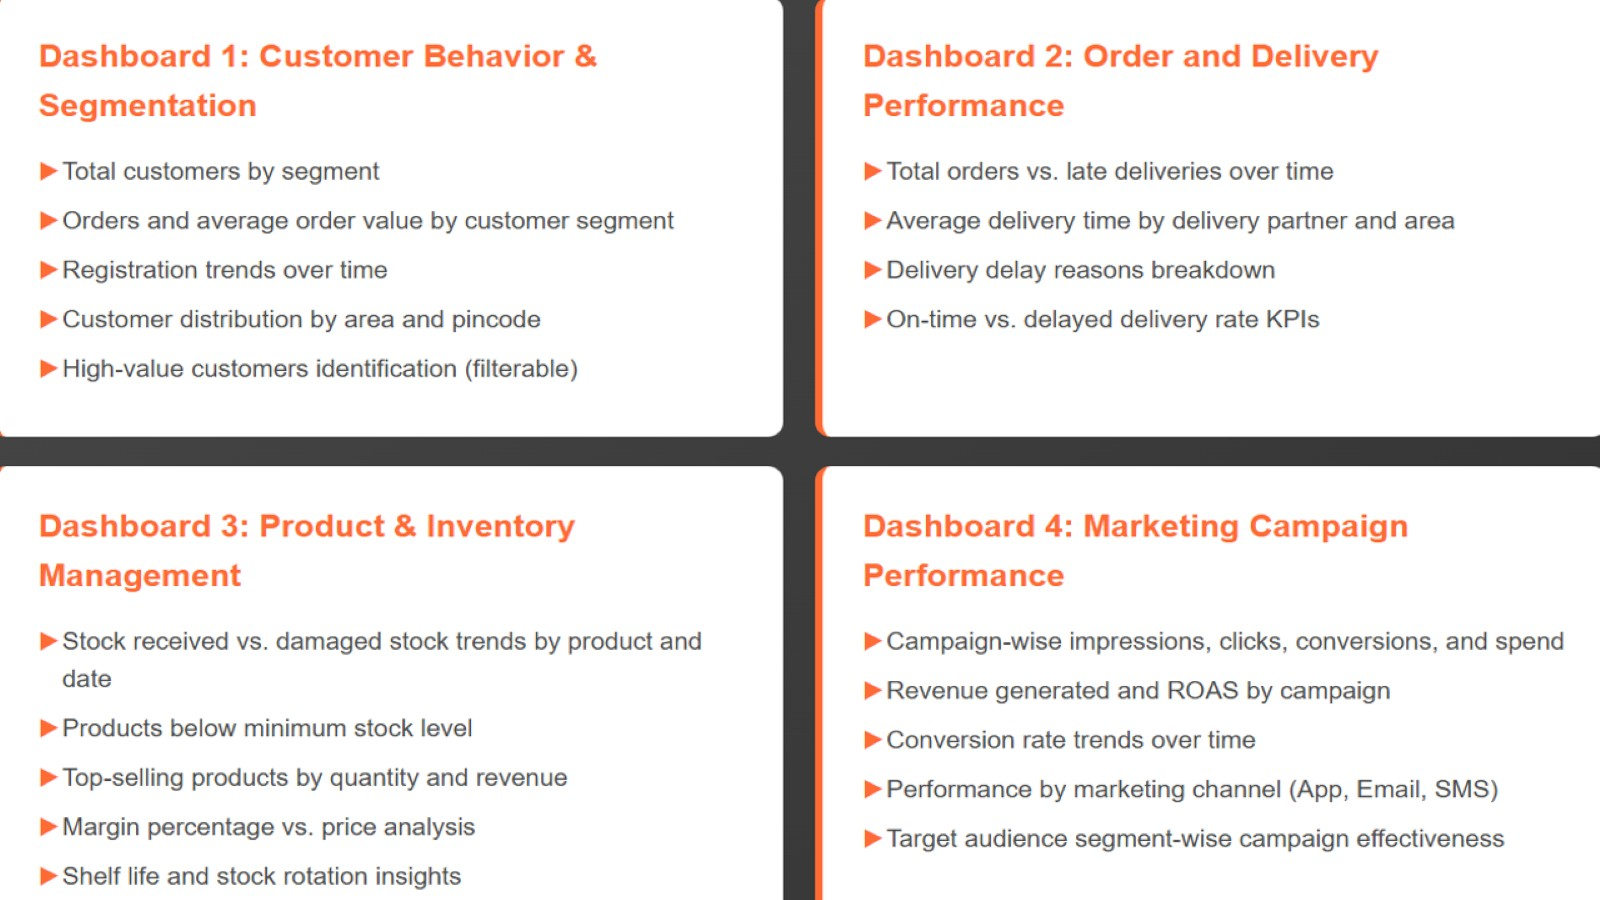 Dashboard 1: Customer Behavior &
Segmentation
▶Total customers by segment
▶Orders and average order value by customer segment
▶Registration trends over time
▶Customer distribution by area and pincode
▶High-value customers identification (filterable)
Dashboard 2: Order and Delivery
Performance
▶Total orders vs. late deliveries over time
▶Average delivery time by delivery partner and area
▶Delivery delay reasons breakdown
▶On-time vs. delayed delivery rate KPIs
Dashboard 3: Product & Inventory
Management
▶Stock received vs. damaged stock trends by product and
date
▶Products below minimum stock level
▶Top-selling products by quantity and revenue
▶Margin percentage vs. price analysis
▶Shelf life and stock rotation insights
Dashboard 4: Marketing Campaign
Performance
▶Campaign-wise impressions, clicks, conversions, and spend
▶Revenue generated and ROAS by campaign
▶Conversion rate trends over time
▶Performance by marketing channel (App, Email, SMS)
▶Target audience segment-wise campaign effectiveness